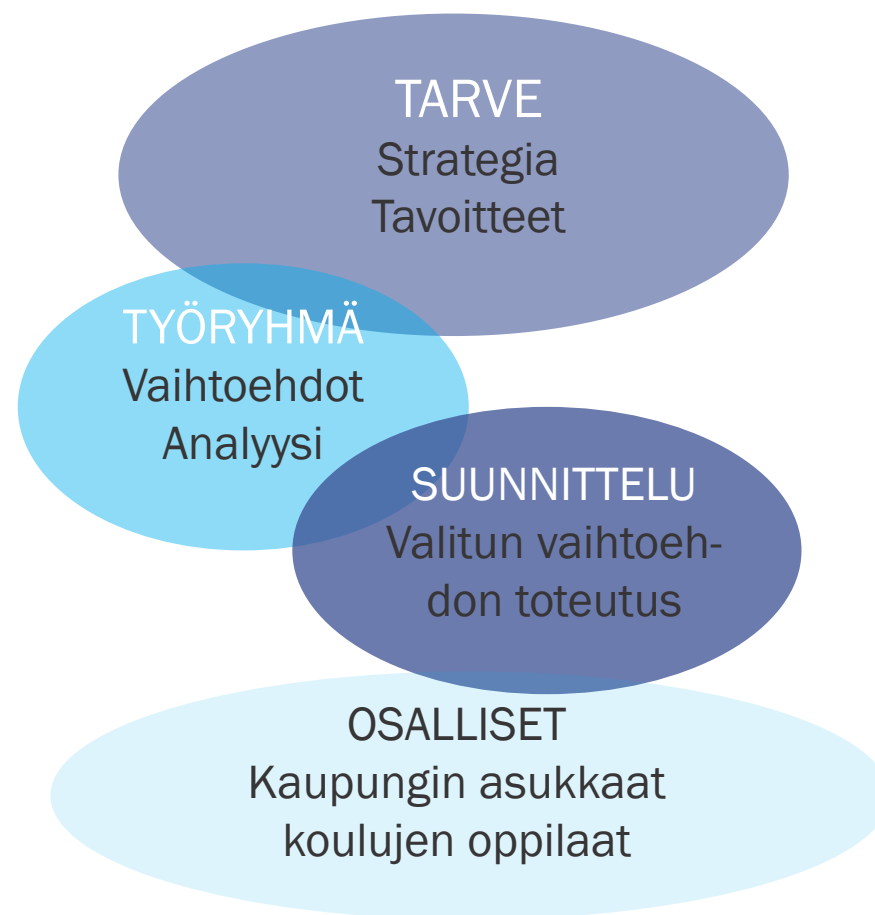 TARVE
Strategia
Tavoitteet
TYÖRYHMÄ
Vaihtoehdot
Analyysi
SUUNNITTELU
Valitun vaihtoeh-
don toteutus
OSALLISET
Kaupungin asukkaat
koulujen oppilaat